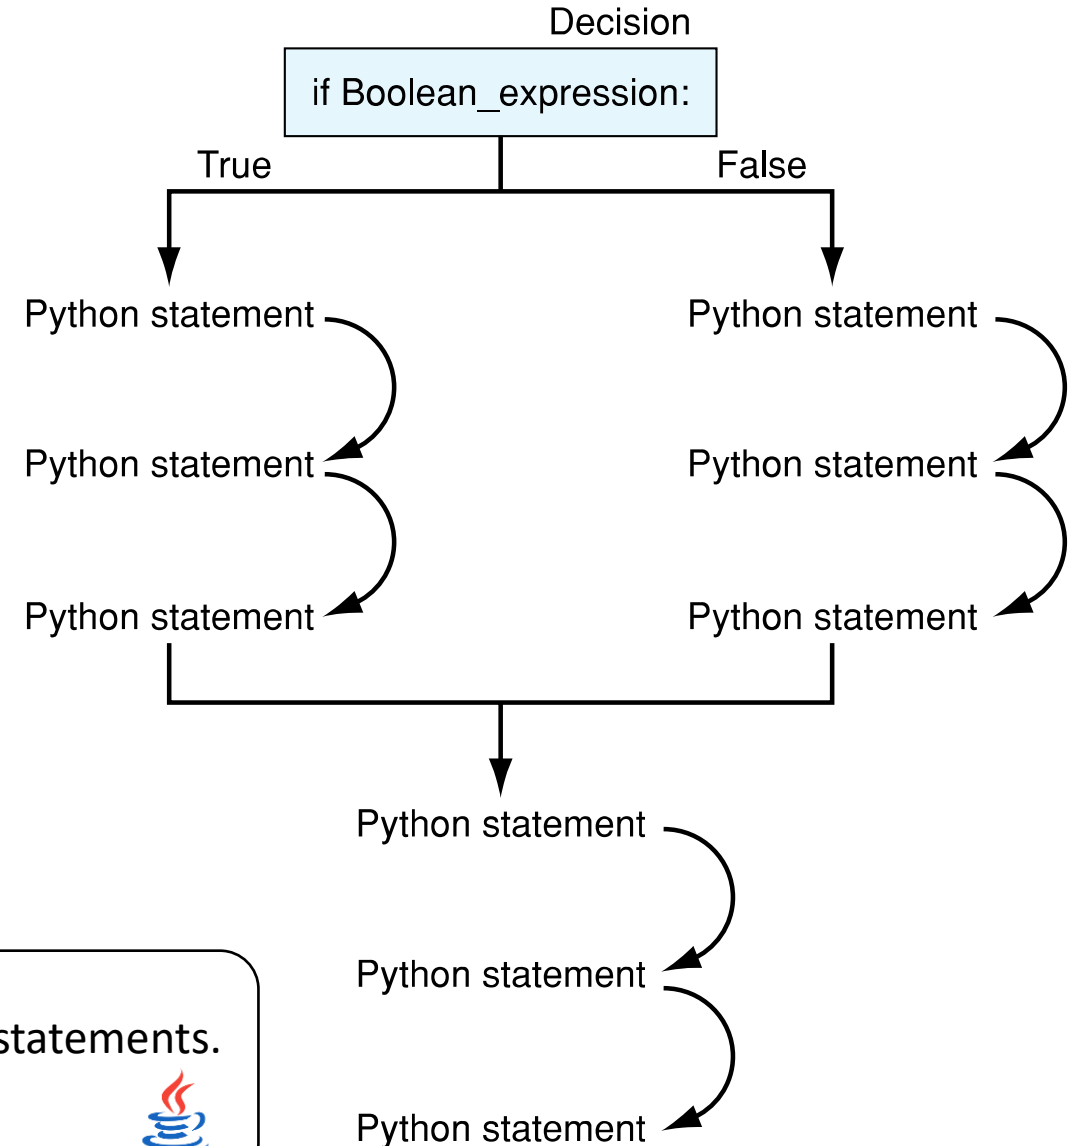 Decision
if Boolean_expression:
True False
Python statement Python statement
Python statement Python statement
Python statement Python statement
Python statement
Python statement
statements.
Python statement